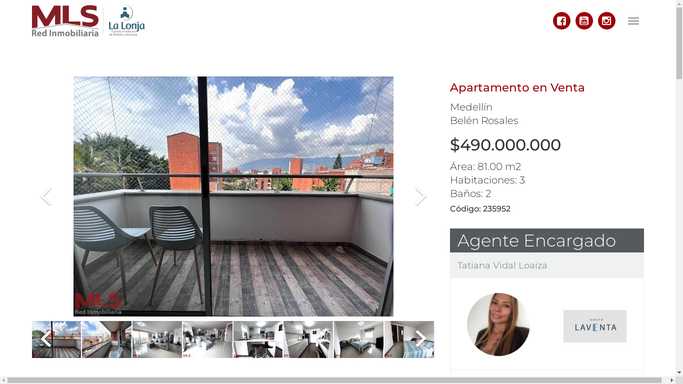 MLS
Red Inmobiliaria
La Lonja
Apartamento en Venta
Medellín
Belén Rosales
$490.000.000
Área: 81.00 m2
Habitaciones: 3
Baños: 2
Código: 235952
MLS
Red Inmobiliaria
Agente Encargado
Tatiana Vidal Loaiza
GRUPO
LAVENTA